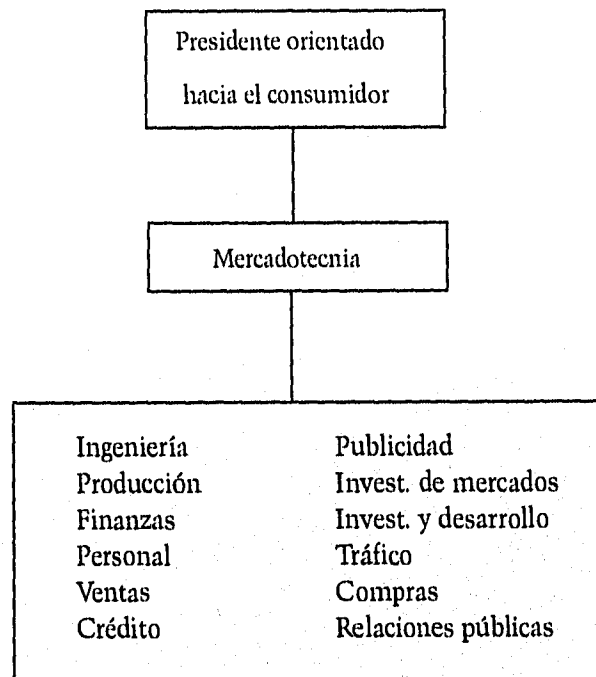 Presidente orientado
hacia el consumidor
Mercadotecnia
Ingeniería
Producción
Finanzas
Personal
Ventas
Crédito
Publicidad
Invest. de mercados
Invest. y desarrollo
Tráfico
Compras
Relaciones públicas